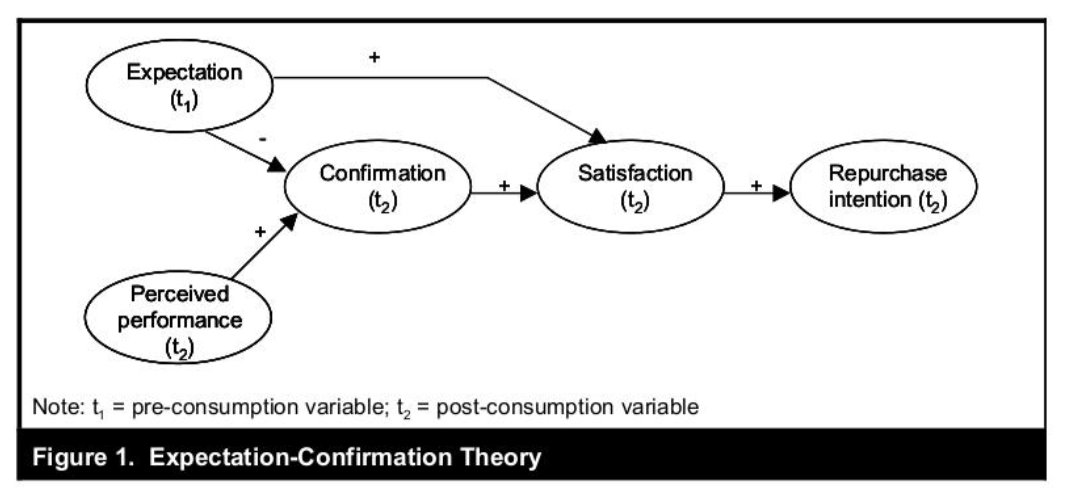 Expectation
(t₁)
+
-
Confirmation
(t₂)
+
Satisfaction
(t₂)
+
Repurchase
intention (t₂)
+
Perceived
performance
(t₂)
Note: t₁ = pre-consumption variable; t₂ = post-consumption variable
Figure 1. Expectation-Confirmation Theory